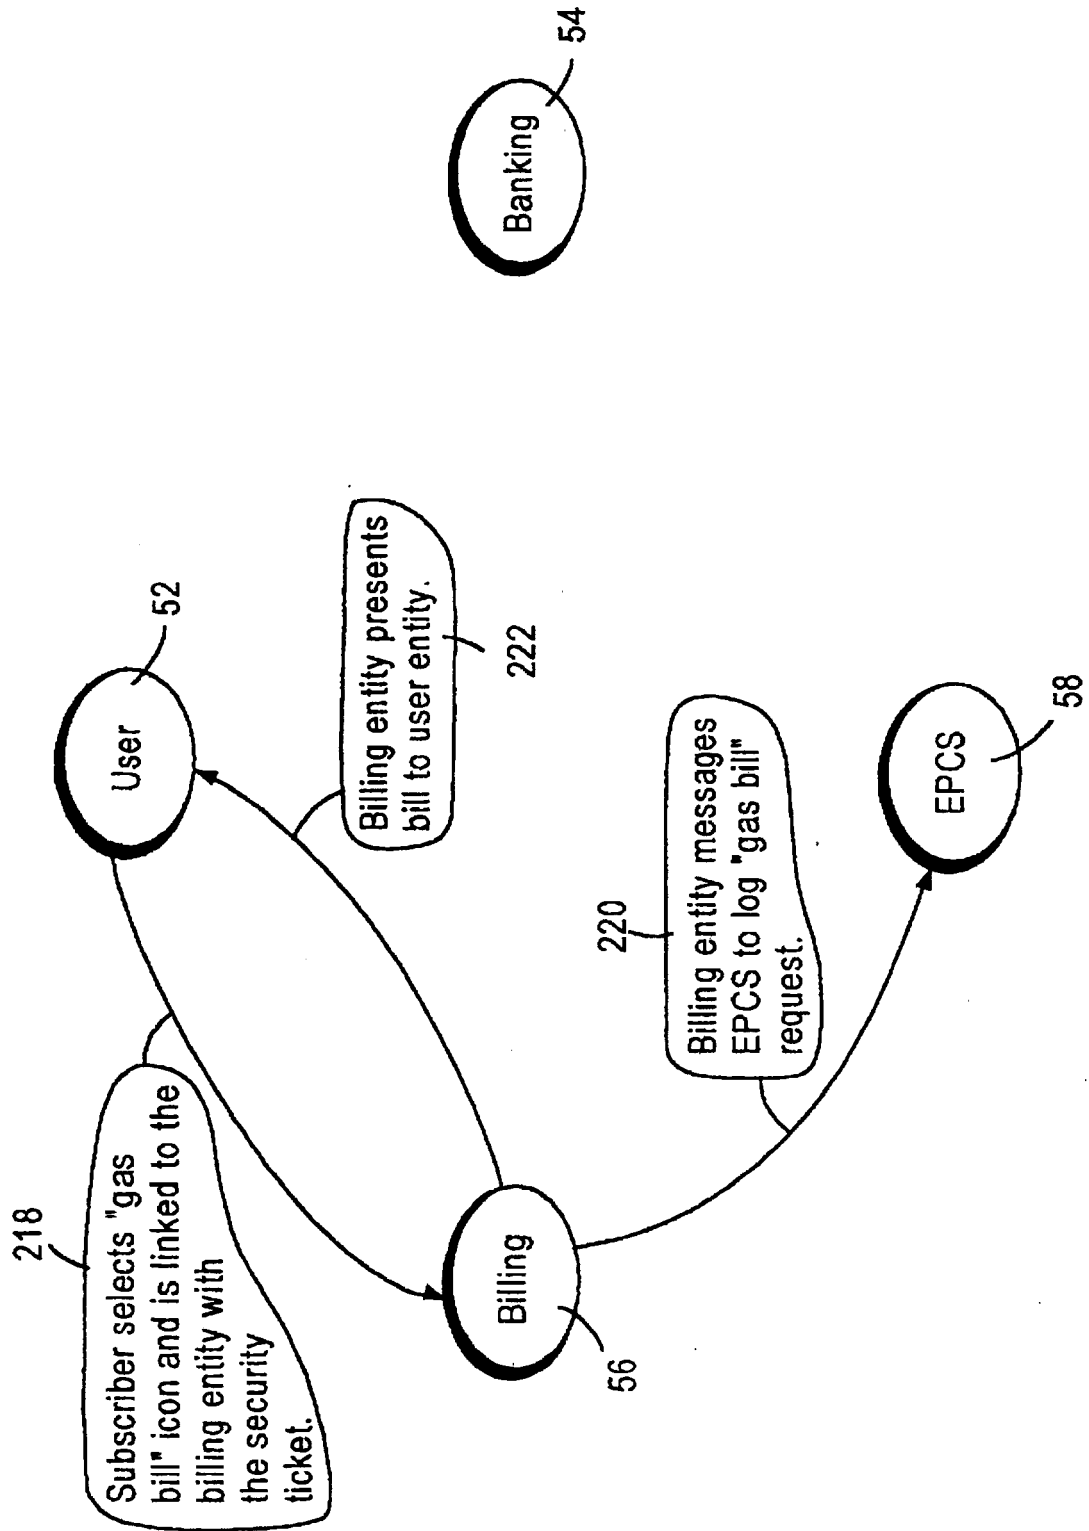 218
Subscriber selects "gas
bill" icon and is linked to the
billing entity with
the security
ticket.
User
52
Billing entity presents
bill to user entity.
222
Billing
56
Banking
54
220
Billing entity messages
EPCS to log "gas bill"
request.
EPCS
58